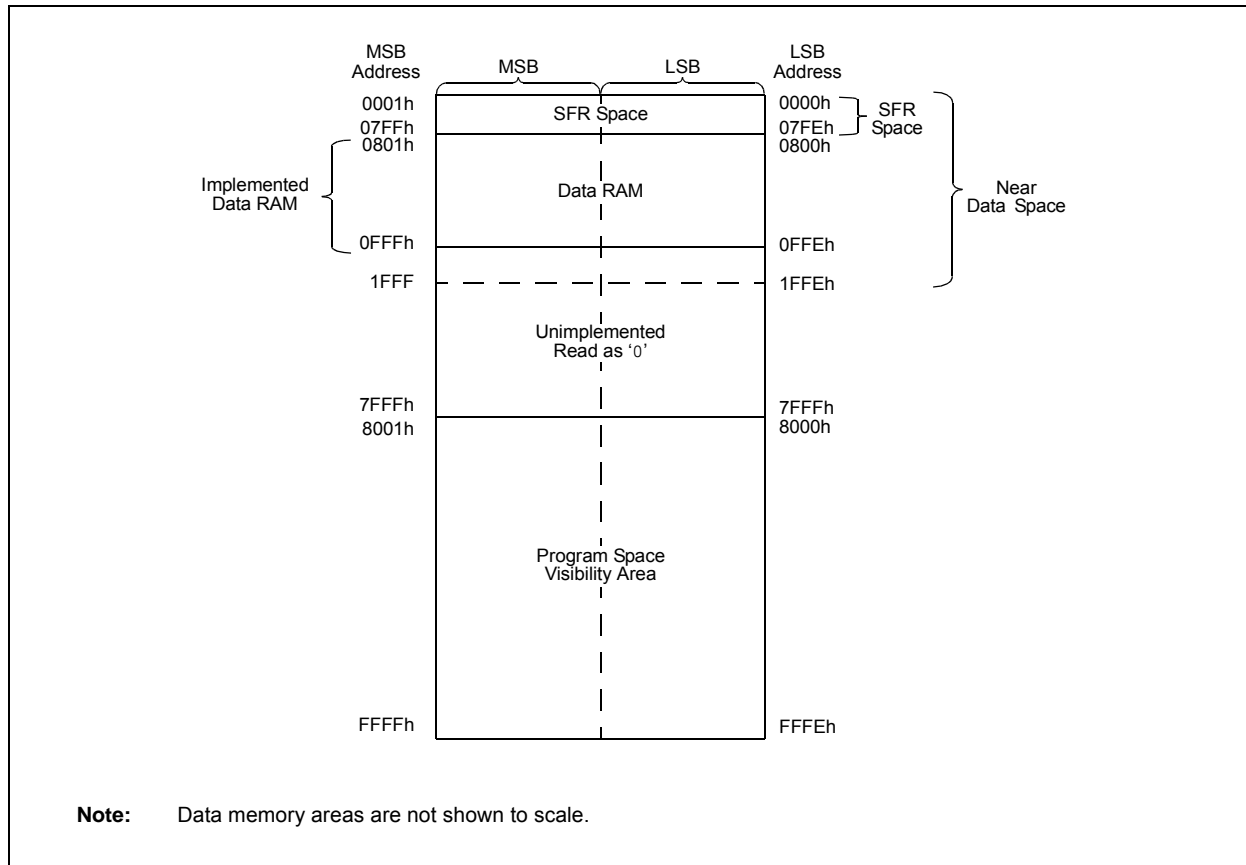 MSB
Address
MSB
LSB
LSB
Address
0001h
SFR Space
0000h
SFR
Space
07FFh
07FEh
0801h
0800h
Implemented
Data RAM
Data RAM
Near
Data Space
0FFFh
0FFEh
1FFF
1FFEh
Unimplemented
Read as ‘0’
7FFFh
7FFFh
8001h
8000h
Program Space
Visibility Area
FFFFh
FFFEh
Note: Data memory areas are not shown to scale.